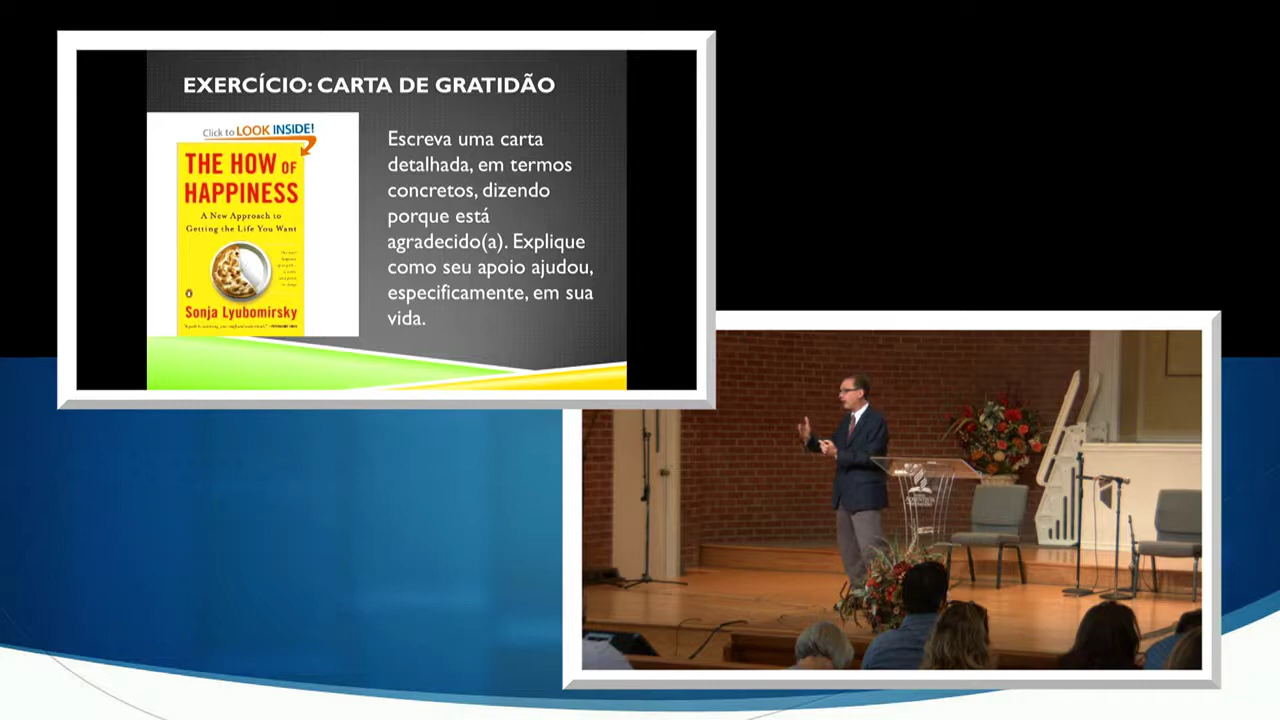 EXERCÍCIO: CARTA DE GRATIDÃO
Click to LOOK INSIDE!
THE HOW OF
HAPPINESS
A New Approach to
Getting the Life You Want
Sonja Lyubomirsky
Escreva uma carta
detalhada, em termos
concretos, dizendo
porque está
agradecido(a). Explique
como seu apoio ajudou,
especificamente, em sua
vida.